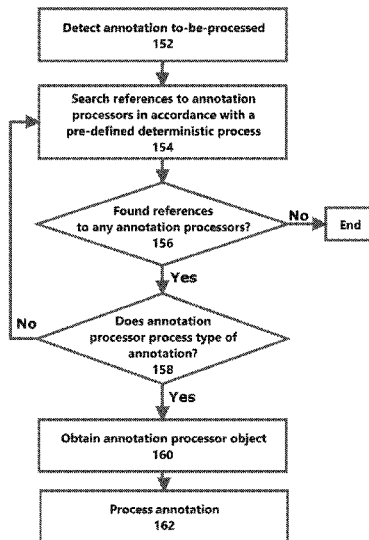 Detect annotation to-be-processed
152
Search references to annotation
processors in accordance with a
pre-defined deterministic process
154
Found references
to any annotation processors?
156
No
End
Yes
No
Does annotation
processor process type of
annotation?
158
Yes
Obtain annotation processor object
160
Process annotation
162